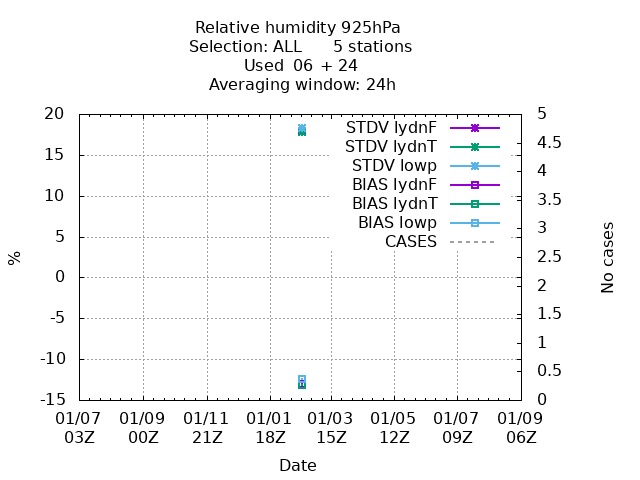 Relative humidity 925hPa
Selection: ALL 5 stations
Used 06 + 24
Averaging window: 24h
20
15
10
5
0
-5
-10
-15
%
5
4.5
4
3.5
3
2.5
2
1.5
1
0.5
0
No cases
STDV lydnF
STDV lydnT
STDV lowp
BIAS lydnF
BIAS lydnT
BIAS lowp
CASES
01/07 01/09 01/11 01/01 01/03 01/05 01/07 01/09
03Z 00Z 21Z 18Z 15Z 12Z 09Z 06Z
Date